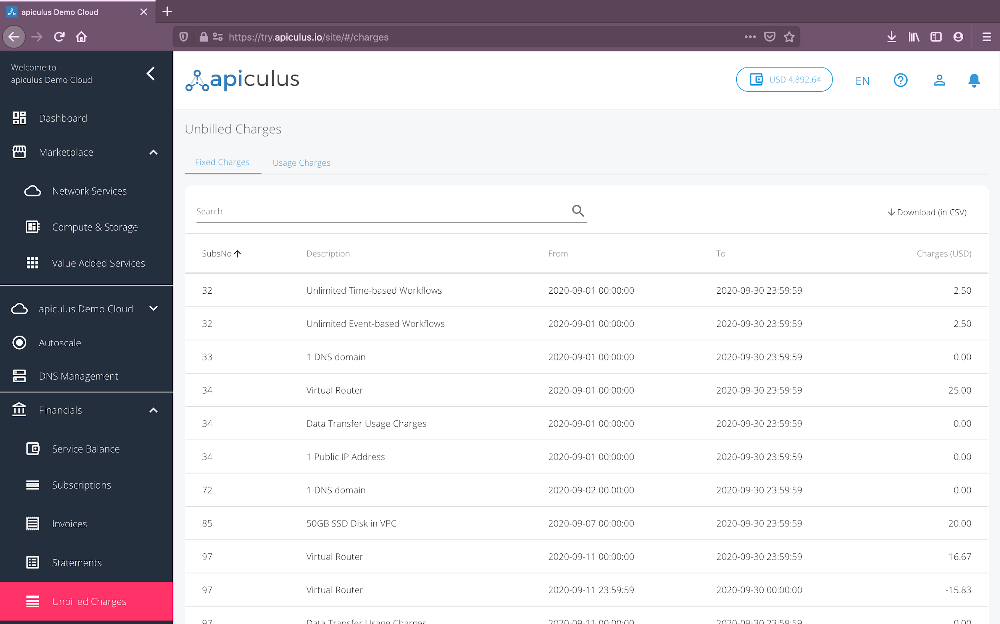 apiculus Demo Cloud
https://try.apiculus.io/site/#/charges
Welcome to
apiculus Demo Cloud
Dashboard
Marketplace
Network Services
Compute & Storage
Value Added Services
apiculus Demo Cloud
Autoscale
DNS Management
Financials
Service Balance
Subscriptions
Invoices
Statements
Unbilled Charges
apiculus
USD 4,892.64
EN
Unbilled Charges
Fixed Charges Usage Charges
Search
Download (in CSV)
SubsNo Description From To Charges (USD)
32 Unlimited Time-based Workflows 2020-09-01 00:00:00 2020-09-30 23:59:59 2.50
32 Unlimited Event-based Workflows 2020-09-01 00:00:00 2020-09-30 23:59:59 2.50
33 1 DNS domain 2020-09-01 00:00:00 2020-09-30 23:59:59 0.00
34 Virtual Router 2020-09-01 00:00:00 2020-09-30 23:59:59 25.00
34 Data Transfer Usage Charges 2020-09-01 00:00:00 2020-09-30 23:59:59 0.00
34 1 Public IP Address 2020-09-01 00:00:00 2020-09-30 23:59:59 0.00
72 1 DNS domain 2020-09-02 00:00:00 2020-09-30 23:59:59 0.00
85 50GB SSD Disk in VPC 2020-09-07 00:00:00 2020-09-30 23:59:59 20.00
97 Virtual Router 2020-09-11 00:00:00 2020-09-30 23:59:59 16.67
97 Virtual Router 2020-09-11 23:59:59 2020-09-30 00:00:00 -15.83
97 Data Transfer Usage Charges 2020-09-11 00:00:00 2020-09-30 23:59:59 0.00